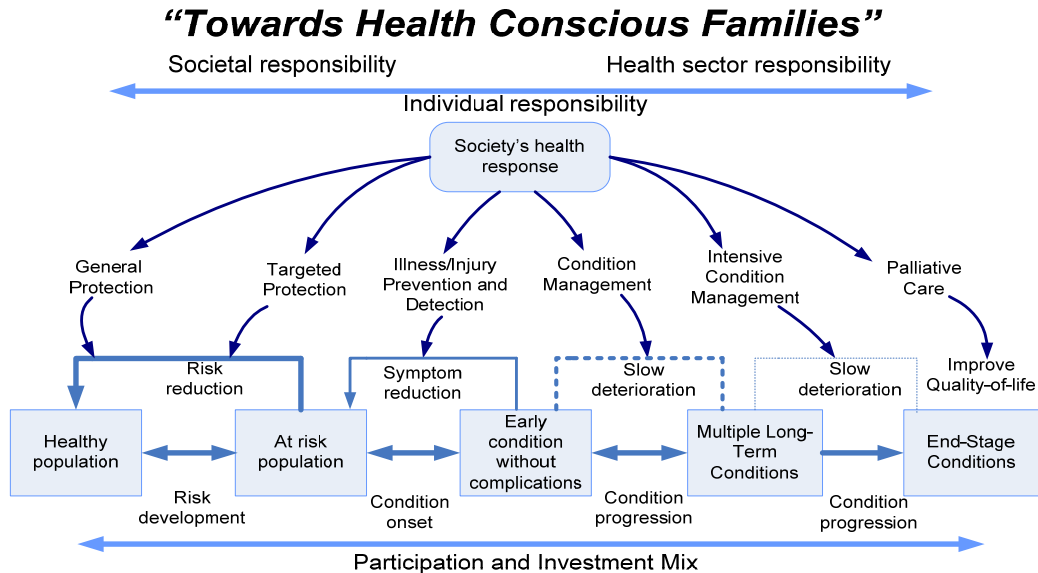 “Towards Health Conscious Families”
Societal responsibility
Health sector responsibility
Individual responsibility
Society’s health
response
General
Protection
Targeted
Protection
Illness/Injury
Prevention and
Detection
Condition
Management
Intensive
Condition
Management
Palliative
Care
Risk
reduction
Symptom
reduction
Slow
deterioration
Slow
deterioration
Improve
Quality-of-life
Healthy
population
At risk
population
Early
condition
without
complications
Multiple Long-
Term
Conditions
End-Stage
Conditions
Risk
development
Condition
onset
Condition
progression
Condition
progression
Participation and Investment Mix